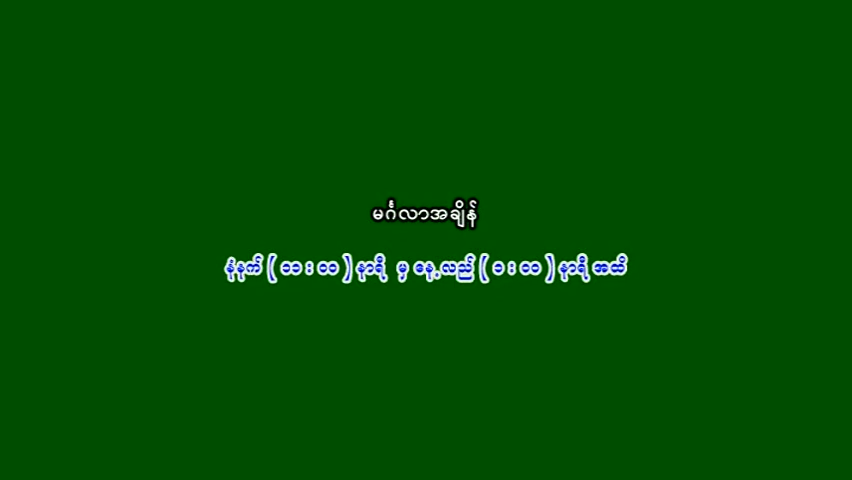 မင်္ဂလာအချိန်
နံနက် ( ၁၁ : ၀၀ ) နာရီ မှ နေ့လည် ( ၁ : ၀၀ ) နာရီ အထိ